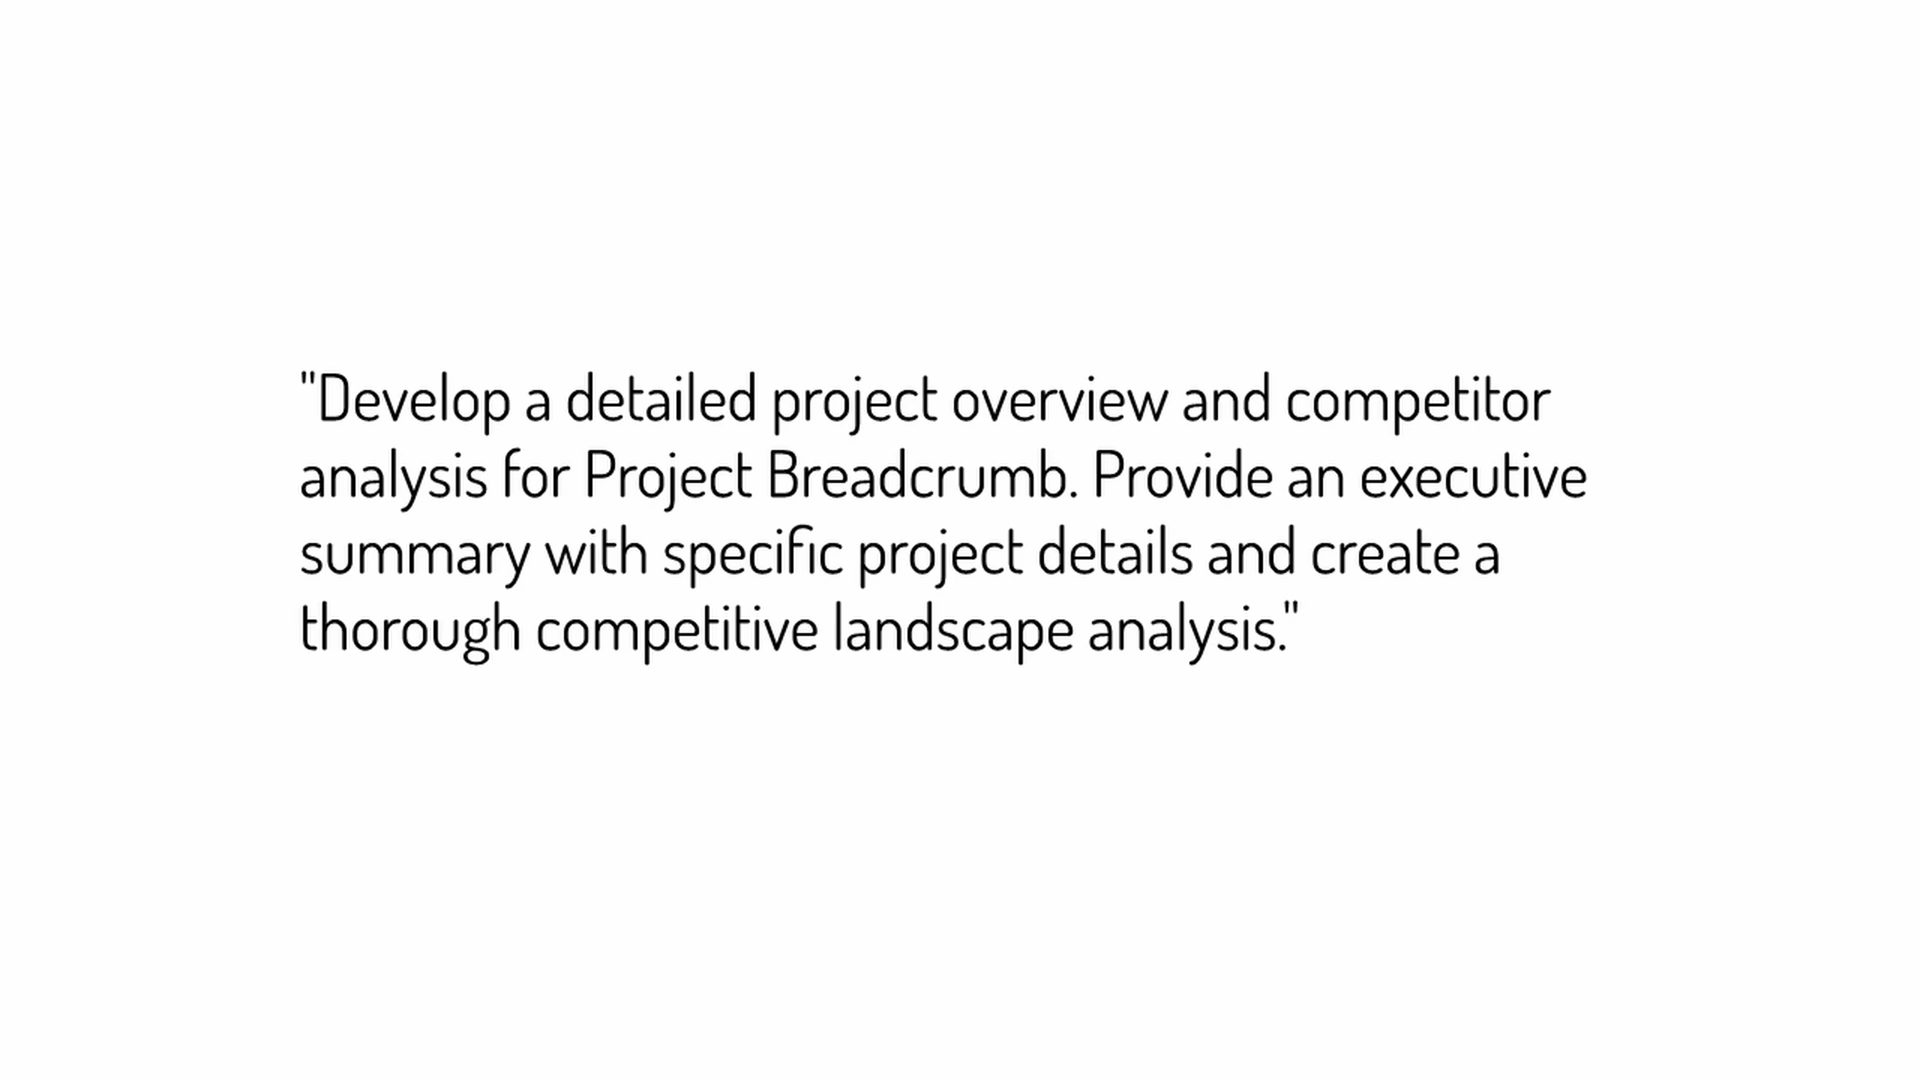 "Develop a detailed project overview and competitor
analysis for Project Breadcrumb. Provide an executive
summary with specific project details and create a
thorough competitive landscape analysis."